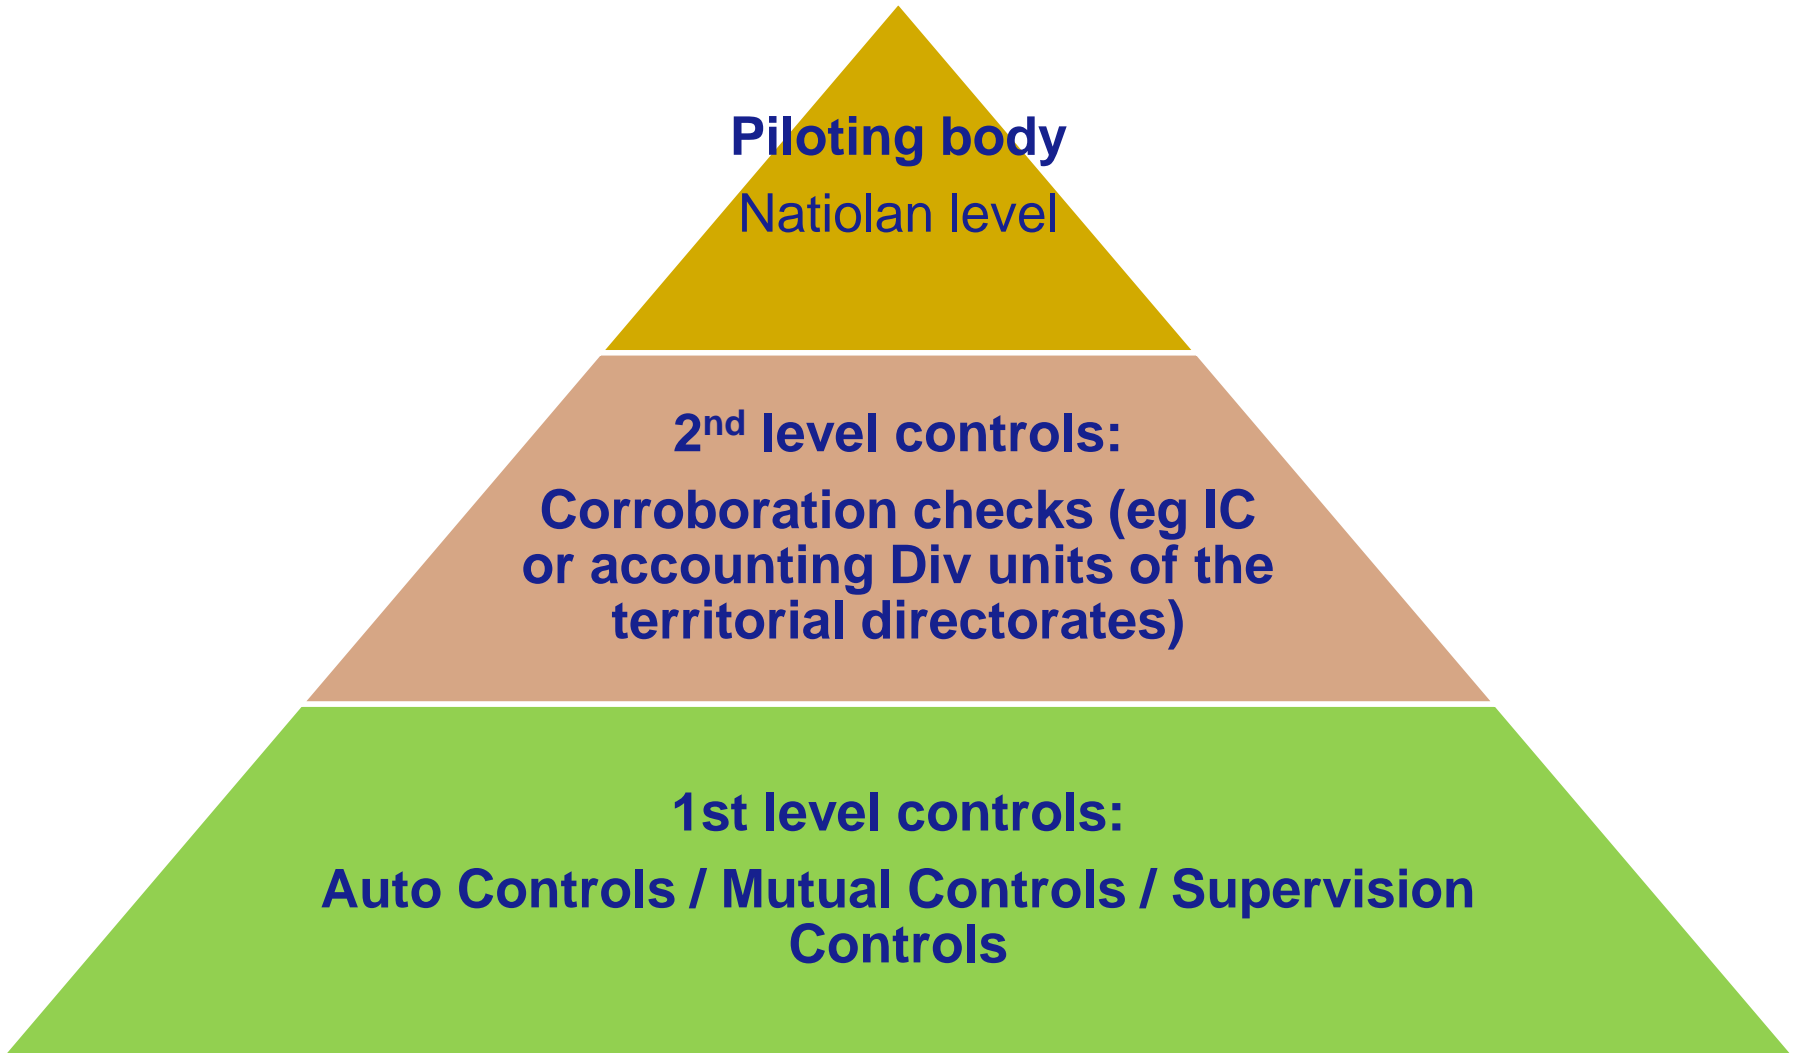 Piloting body
Natiolan level
2nd level controls:
Corroboration checks (eg IC
or accounting Div units of the
territorial directorates)
1st level controls:
Auto Controls / Mutual Controls / Supervision
Controls